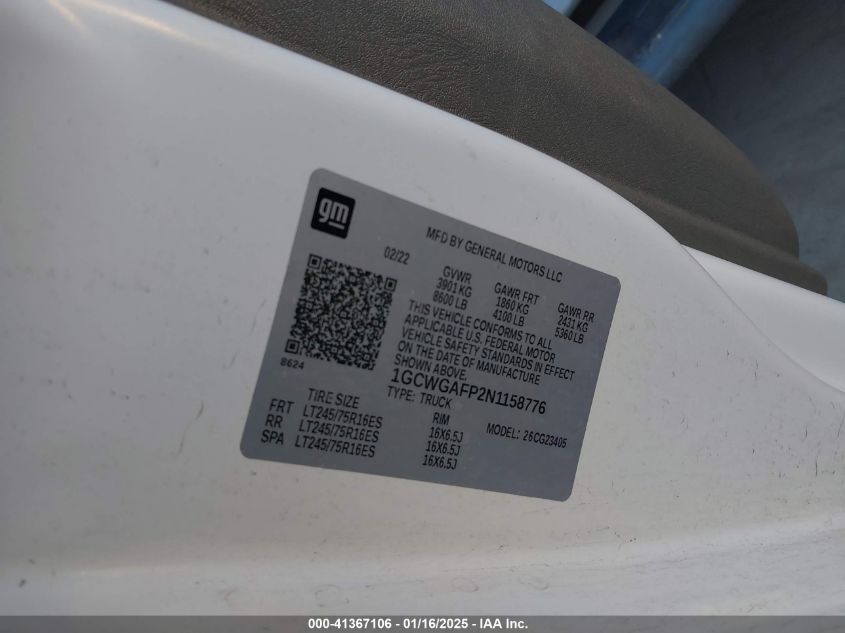 gm
MFD BY GENERAL MOTORS LLC
02/22
GVWR GAWR FRT GAWR RR
3901 KG 1860 KG 2431 KG
8600 LB 4100 LB 5360 LB
THIS VEHICLE CONFORMS TO ALL
APPLICABLE U.S. FEDERAL MOTOR
VEHICLE SAFETY STANDARDS IN EFFECT
ON THE DATE OF MANUFACTURE
SHOWN ABOVE.
8624
1GCWGAFP2N1158776
TYPE: TRUCK MODEL: 26CG23405
TIRE SIZE RIM
FRT LT245/75R16ES 16X6.5J
RR LT245/75R16ES 16X6.5J
SPA LT245/75R16ES 16X6.5J
000-41367106 - 01/16/2025 - IAA Inc.